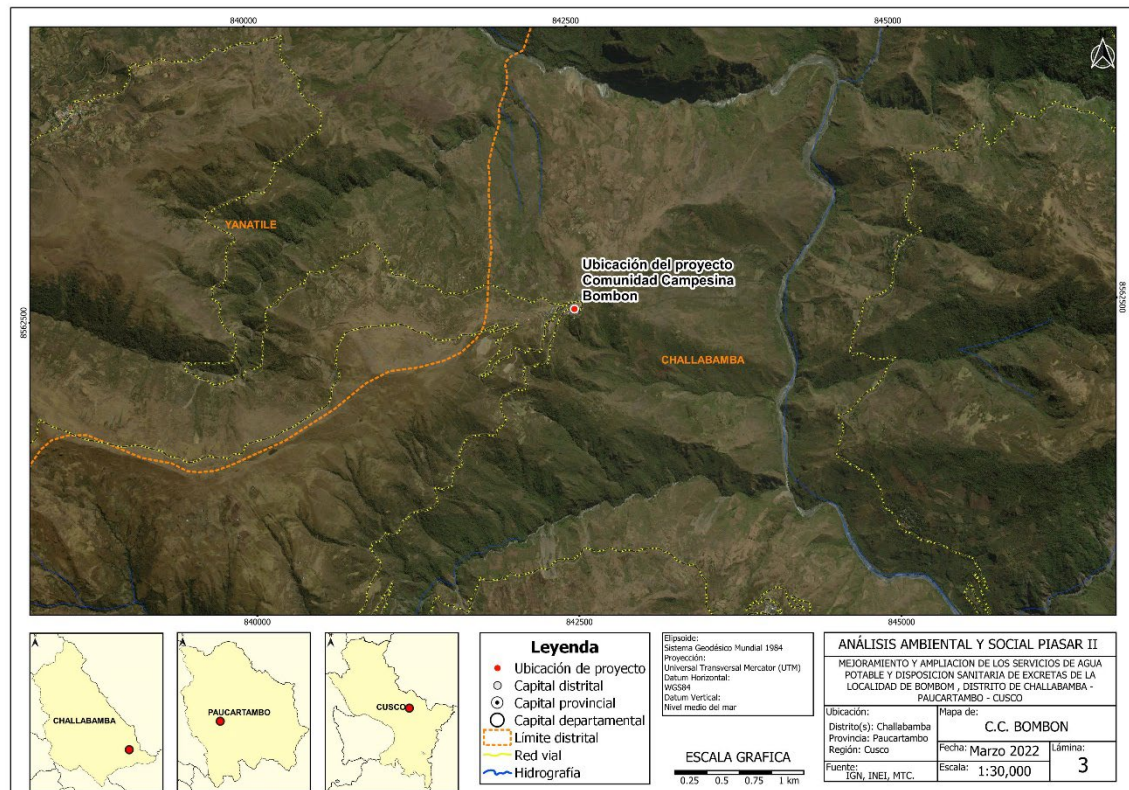 840000
842500
845000
8562500
8562500
YANATILE
Ubicación del proyecto
Comunidad Campesina
Bombon
CHALLABAMBA
840000
842500
845000
CHALLABAMBA
PAUCARTAMBO
CUSCO
Leyenda
Ubicación de proyecto
Capital distrital
Capital provincial
Capital departamental
Límite distrital
Red vial
Hidrografía
Elipsoide:
Sistema Geodésico Mundial 1984
Proyección:
Universal Transversal Mercator (UTM)
Datum Horizontal:
WGS84
Datum Vertical:
Nivel medio del mar
ESCALA GRAFICA
0.25 0.5 0.75 1 km
ANÁLISIS AMBIENTAL Y SOCIAL PIASAR II
MEJORAMIENTO Y AMPLIACION DE LOS SERVICIOS DE AGUA
POTABLE Y DISPOSICION SANITARIA DE EXCRETAS DE LA
LOCALIDAD DE BOMBOM , DISTRITO DE CHALLABAMBA -
PAUCARTAMBO - CUSCO
Ubicación:
Distrito(s): Challabamba
Provincia: Paucartambo
Región: Cusco
Mapa de:
C.C. BOMBON
Fecha: Marzo 2022
Lámina:
3
Fuente:
IGN, INEI, MTC.
Escala: 1:30,000